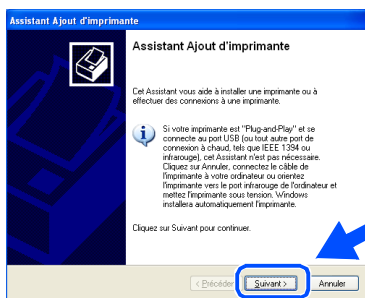 Assistant Ajout d'imprimante
Assistant Ajout d'imprimante
Cet Assistant vous aide à installer une imprimante ou à
effectuer des connexions à une imprimante.
Si votre imprimante est "Plug-and-Play" et se
connecte au port USB (ou tout autre port de
connexion à chaud, tels que IEEE 1394 ou
infrarouge), cet Assistant n'est pas nécessaire.
Cliquez sur Annuler, connectez le câble de
l'imprimante à votre ordinateur ou orientez
l'imprimante vers le port infrarouge de l'ordinateur et
mettez l'imprimante sous tension. Windows
installera automatiquement l'imprimante.
Cliquez sur Suivant pour continuer.
< Précédent Suivant > Annuler